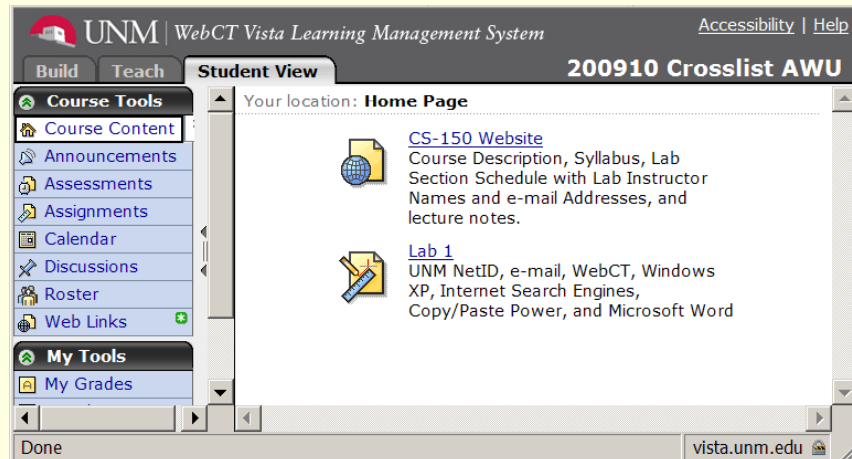 UNM | WebCT Vista Learning Management System
Accessibility | Help
Build Teach Student View
200910 Crosslist AWU
Course Tools
Course Content
Announcements
Assessments
Assignments
Calendar
Discussions
Roster
Web Links
My Tools
My Grades
Your location: Home Page
CS-150 Website
Course Description, Syllabus, Lab
Section Schedule with Lab Instructor
Names and e-mail Addresses, and
lecture notes.
Lab 1
UNM NetID, e-mail, WebCT, Windows
XP, Internet Search Engines,
Copy/Paste Power, and Microsoft Word
Done
vista.unm.edu